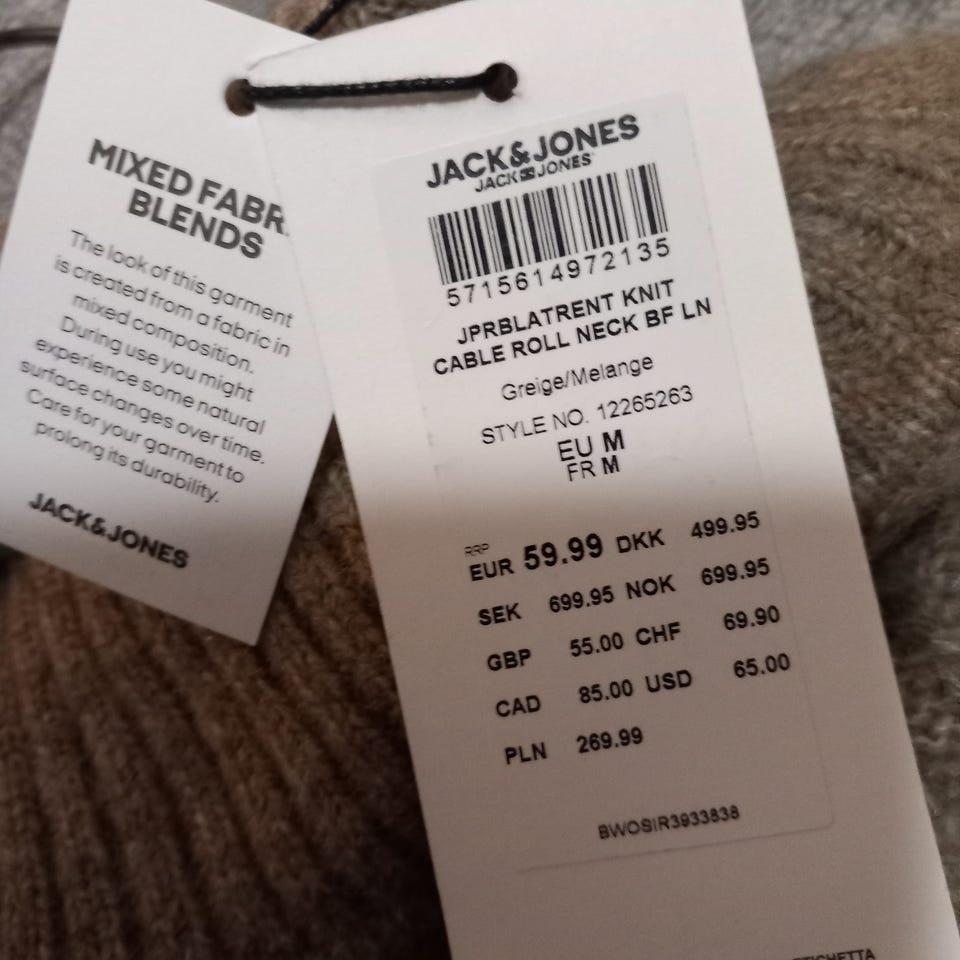 MIXED FABR
BLENDS
The look of this garment
is created from a fabric in
mixed composition.
During use you might
experience some natural
surface changes over time.
Care for your garment to
prolong its durability.
JACK&JONES
JACK&JONES
JACK & JONES
5715614972135
JPRBLATRENT KNIT
CABLE ROLL NECK BF LN
Greige/Melange
STYLE NO. 12265263
EU M
FR M
RRP
EUR 59.99 DKK 499.95
SEK 699.95 NOK 699.95
GBP 55.00 CHF 69.90
CAD 85.00 USD 65.00
PLN 269.99
BWOSIR3933838